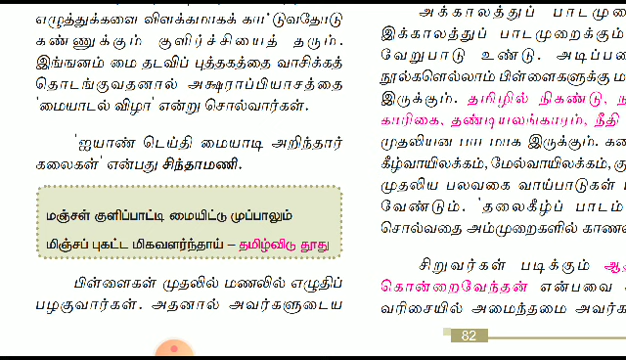 எழுத்துக்களை விளக்கமாகக் காட்டுவதோடு
கண்ணுக்கும் குளிர்ச்சியைத் தரும்.
இங்ஙனம் மை தடவிப் புத்தகத்தை வாசிக்கத்
தொடங்குவதனால் அக்ஷராப்பியாசத்தை
'மையாடல் விழா' என்று சொல்வார்கள்.
'ஐயாண் டெய்தி மையாடி அறிந்தார்
கலைகள்' என்பது சிந்தாமணி.
மஞ்சள் குளிப்பாட்டி மையிட்டு முப்பாலும்
மிஞ்சப் புகட்ட மிகவளர்ந்தாய் – தமிழ்விடு தூது
பிள்ளைகள் முதலில் மணலில் எழுதிப்
பழகுவார்கள். அதனால் அவர்களுடைய
அக்காலத்துப்
இக்காலத்துப் பாடமுறைக்கும்
வேறுபாடு உண்டு.
நூல்களெல்லாம் பிள்ளைகளுக்கு
இருக்கும். தமிழில் நிகண்டு,
காரிகை, தண்டியலங்காரம், நீதி
முதலியன பாடமாக இருக்கும்.
கீழ்வாயிலக்கம், மேல்வாயிலக்கம்,
முதலிய பலவகை வாய்பாடுகள்
வேண்டும். 'தலைகீழ்ப் பாடம்
சொல்வதை அம்முறைகளில்
சிறுவர்கள் படிக்கும்
கொன்றைவேந்தன் என்பவை
வரிசையில் அமைந்தமை
82